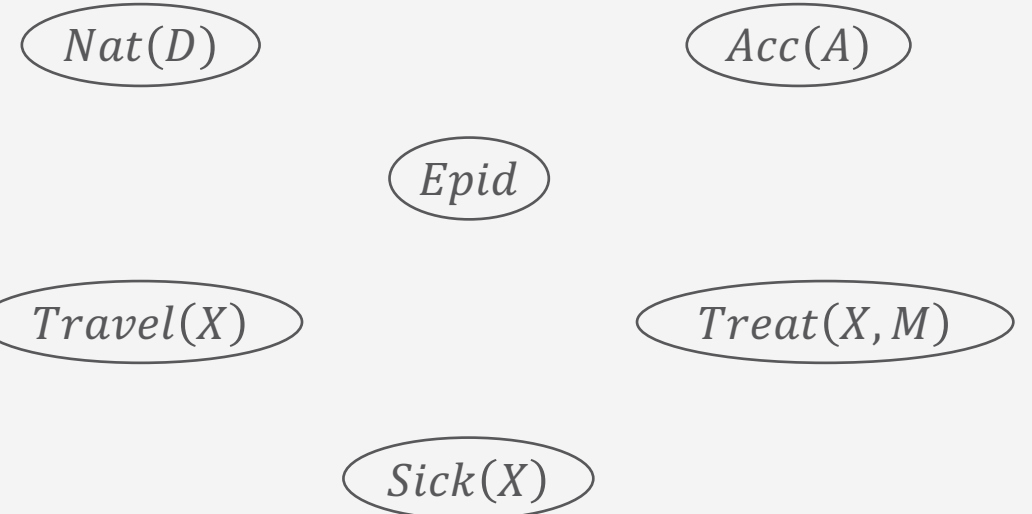 Nat(D)
Acc(A)
Epid
Travel(X)
Treat(X, M)
Sick(X)